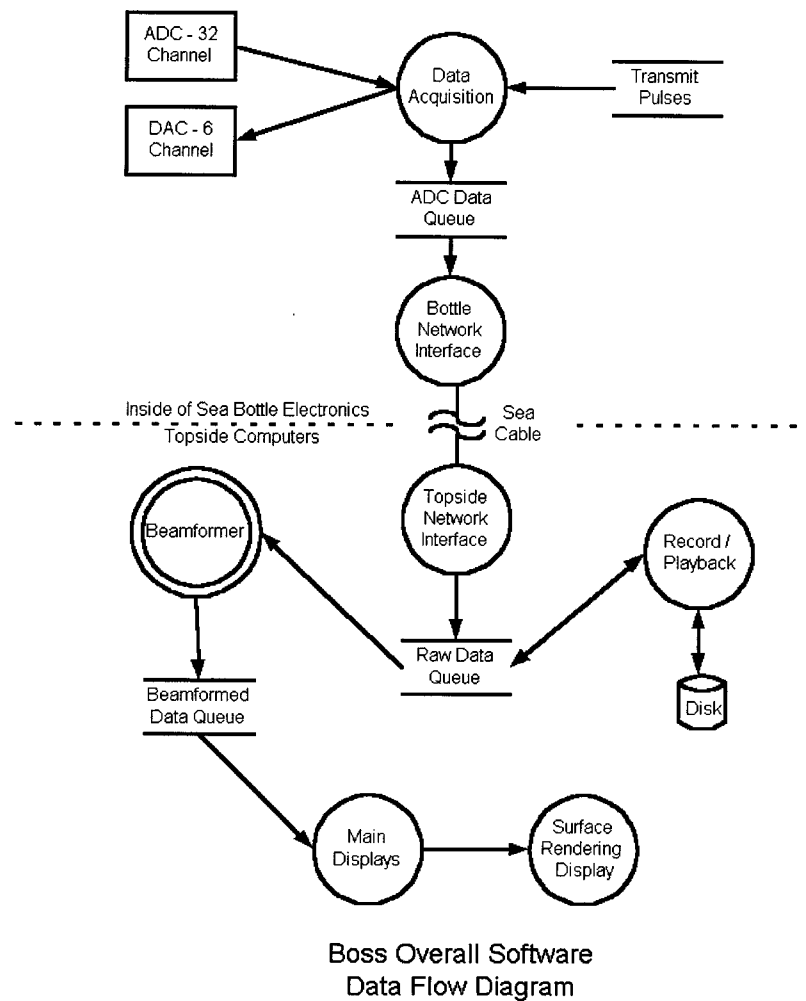 ADC - 32
Channel
Data
Acquisition
Transmit
Pulses
DAC - 6
Channel
ADC Data
Queue
Bottle
Network
Interface
Inside of Sea Bottle Electronics
Sea
Cable
Topside Computers
Beamformer
Topside
Network
Interface
Record /
Playback
Raw Data
Queue
Beamformed
Data Queue
Disk
Main
Displays
Surface
Rendering
Display
Boss Overall Software
Data Flow Diagram